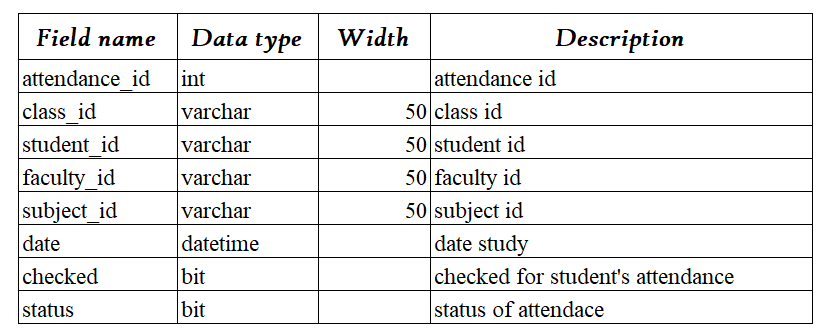 Field name Data type Width Description
attendance_id int attendance id
class_id varchar 50 class id
student_id varchar 50 student id
faculty_id varchar 50 faculty id
subject_id varchar 50 subject id
date datetime date study
checked bit checked for student's attendance
status bit status of attendace